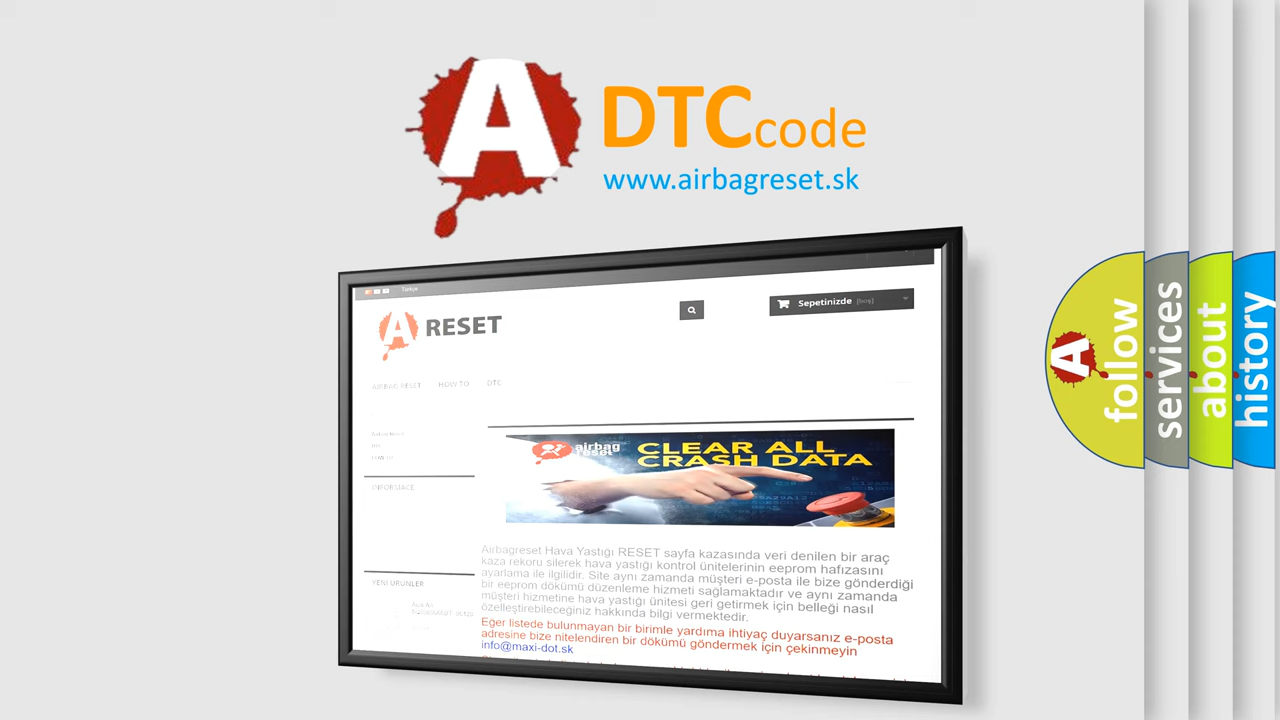 A DTCcode
www.airbagreset.sk
Türkçe
A RESET
Sepetinizde [boş]
AIRBAG RESET HOW TO DTC
INFORMACE
airbag
reset
CLEAR ALL
CRASH DATA
Airbagreset Hava Yastığı RESET sayfa kazasında veri denilen bir araç
kaza rekoru silerek hava yastığı kontrol ünitelerinin eeprom hafızasını
ayarlama ile ilgilidir. Site aynı zamanda müşteri e-posta ile bize gönderdiği
bir eeprom dökümü düzenleme hizmeti sağlamaktadır ve aynı zamanda
müşteri hizmetine hava yastığı ünitesi geri getirmek için belleği nasıl
özelleştirebileceğiniz hakkında bilgi vermektedir.
Eger listede bulunmayan bir birimle yardıma ihtiyaç duyarsanız e-posta
adresine bize nitelendiren bir dökümü göndermek için çekinmeyin
info@maxi-dot.sk
YENI ÜRÜNLER
A
follow
services
about
history